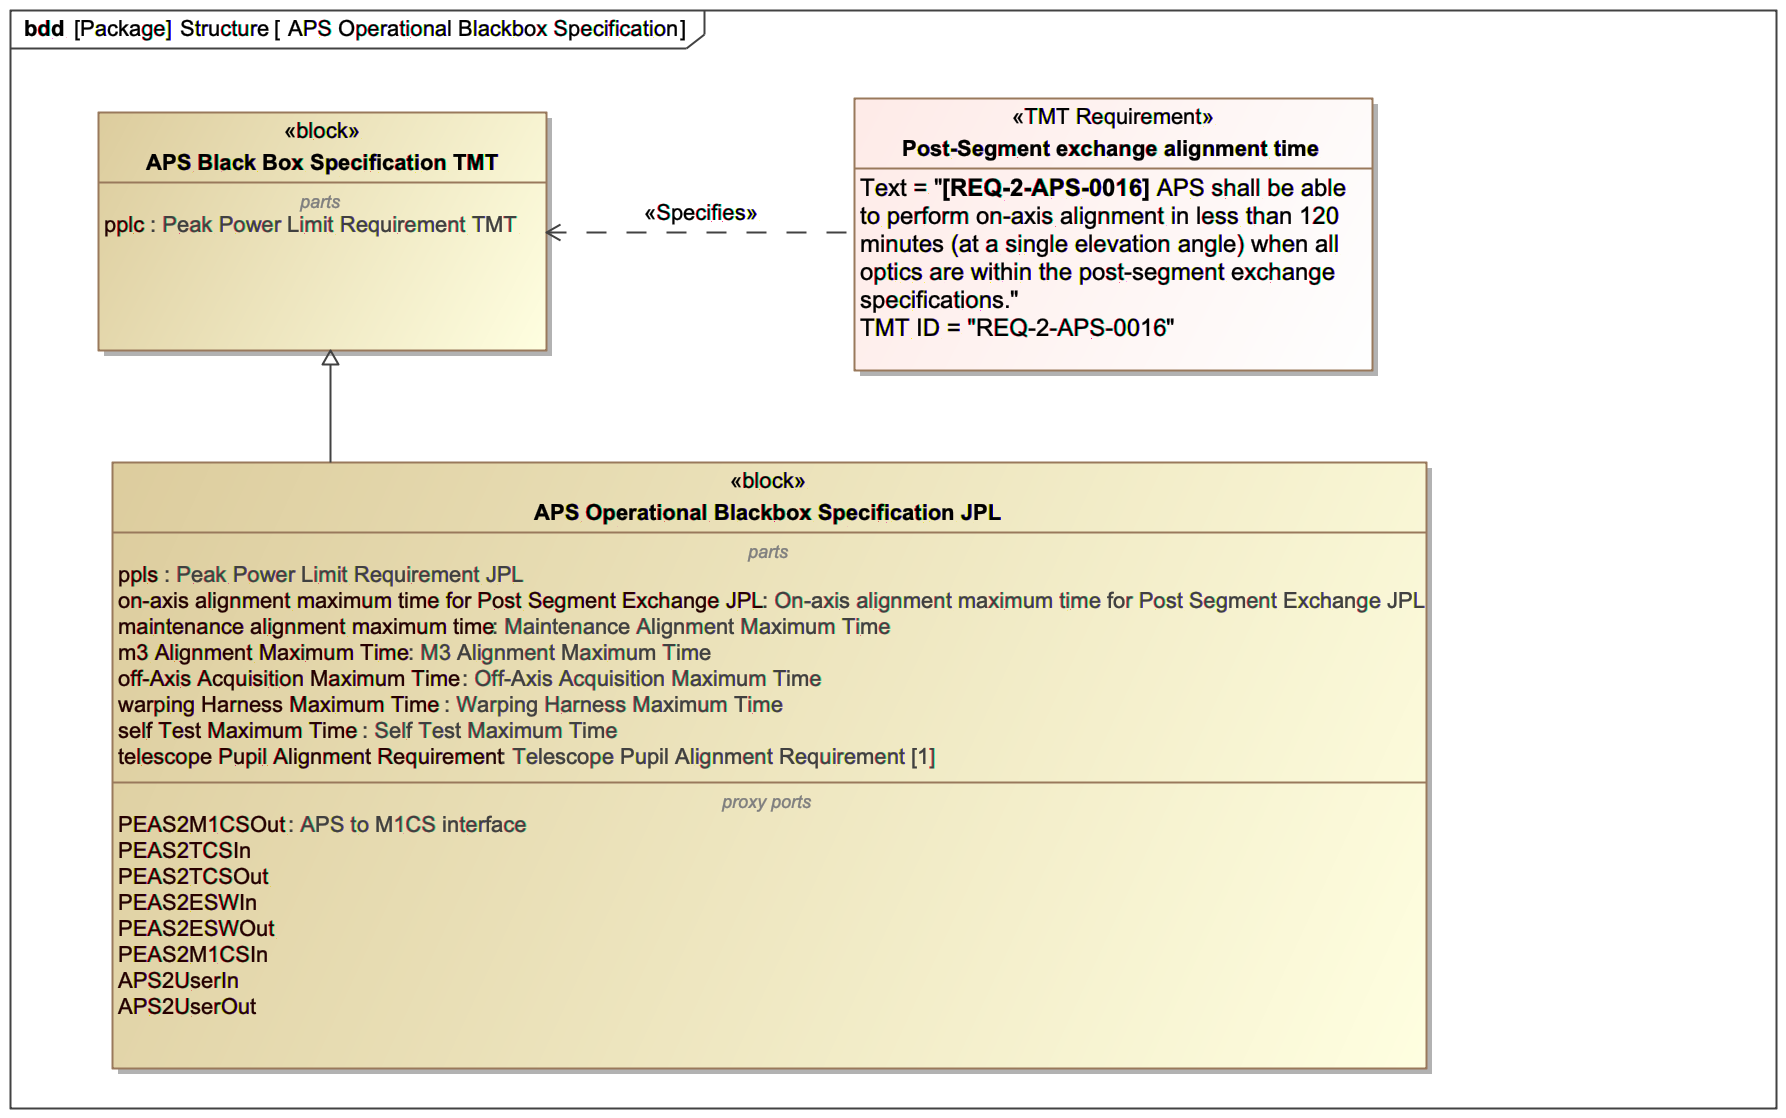 bdd [Package] Structure [ APS Operational Blackbox Specification]
«block»
APS Black Box Specification TMT
parts
pplc : Peak Power Limit Requirement TMT
«Specifies»
«TMT Requirement»
Post-Segment exchange alignment time
Text = "[REQ-2-APS-0016] APS shall be able
to perform on-axis alignment in less than 120
minutes (at a single elevation angle) when all
optics are within the post-segment exchange
specifications."
TMT ID = "REQ-2-APS-0016"
«block»
APS Operational Blackbox Specification JPL
parts
ppls : Peak Power Limit Requirement JPL
on-axis alignment maximum time for Post Segment Exchange JPL: On-axis alignment maximum time for Post Segment Exchange JPL
maintenance alignment maximum time: Maintenance Alignment Maximum Time
m3 Alignment Maximum Time: M3 Alignment Maximum Time
off-Axis Acquisition Maximum Time: Off-Axis Acquisition Maximum Time
warping Harness Maximum Time : Warping Harness Maximum Time
self Test Maximum Time : Self Test Maximum Time
telescope Pupil Alignment Requirement Telescope Pupil Alignment Requirement [1]
proxy ports
PEAS2M1CSOut : APS to M1CS interface
PEAS2TCSIn
PEAS2TCSOut
PEAS2ESWIn
PEAS2ESWOut
PEAS2M1CSIn
APS2UserIn
APS2UserOut